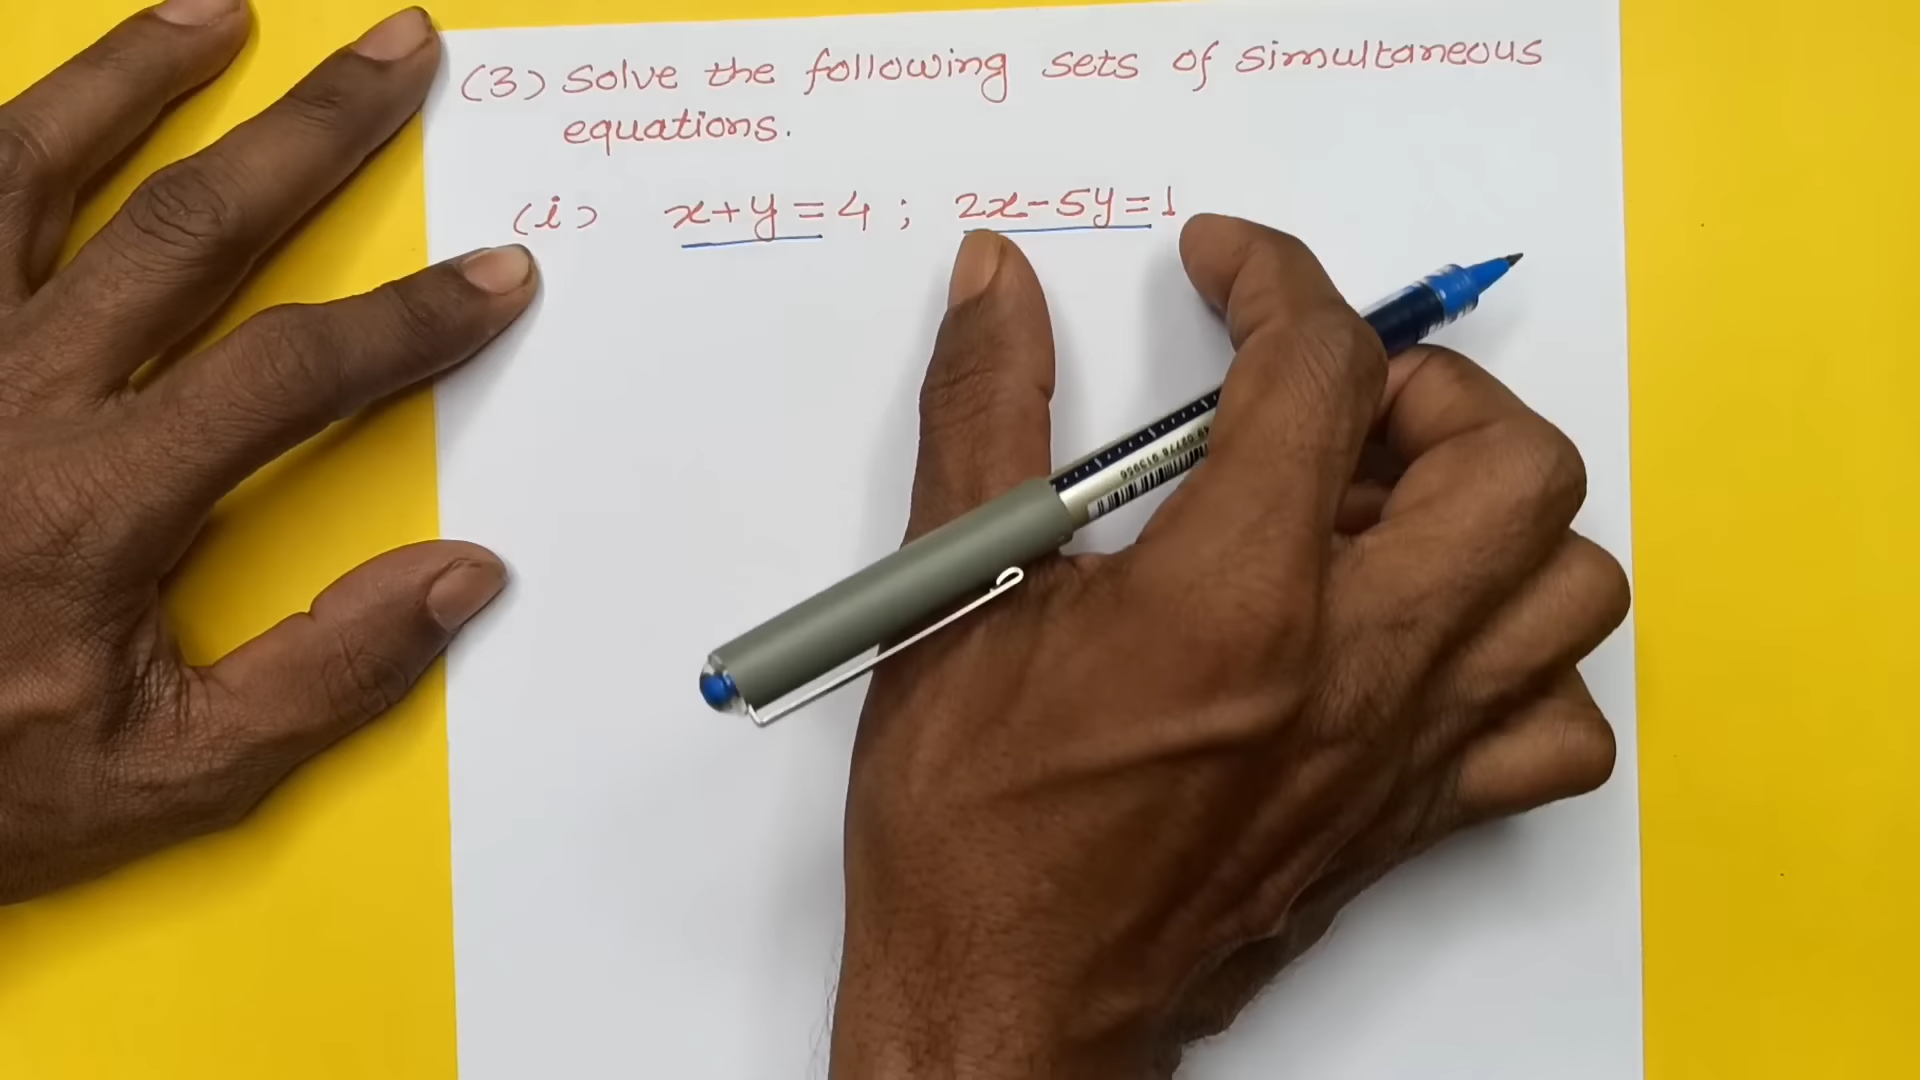 (3) Solve the following sets of simultaneous
equations.
(i) x+y=4 ; 2x-5y=1